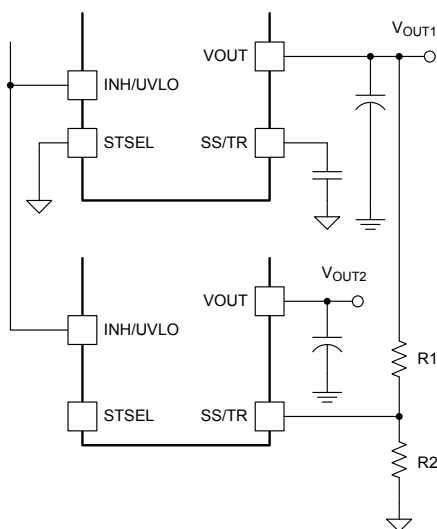 VOUT1
VOUT
INH/UVLO
STSEL
SS/TR
VOUT2
VOUT
INH/UVLO
R1
STSEL
SS/TR
R2